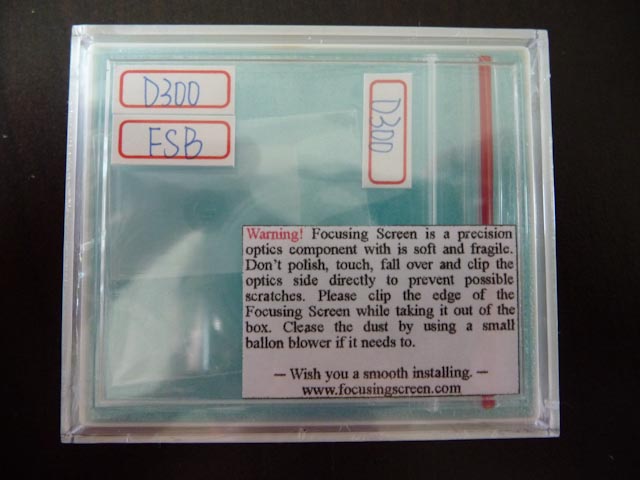 D300
FSB
D300
Warning! Focusing Screen is a precision
optics component with is soft and fragile.
Don't polish, touch, fall over and clip the
optics side directly to prevent possible
scratches. Please clip the edge of the
Focusing Screen while taking it out of the
box. Clease the dust by using a small
ballon blower if it needs to.
— Wish you a smooth installing. —
www.focusingscreen.com